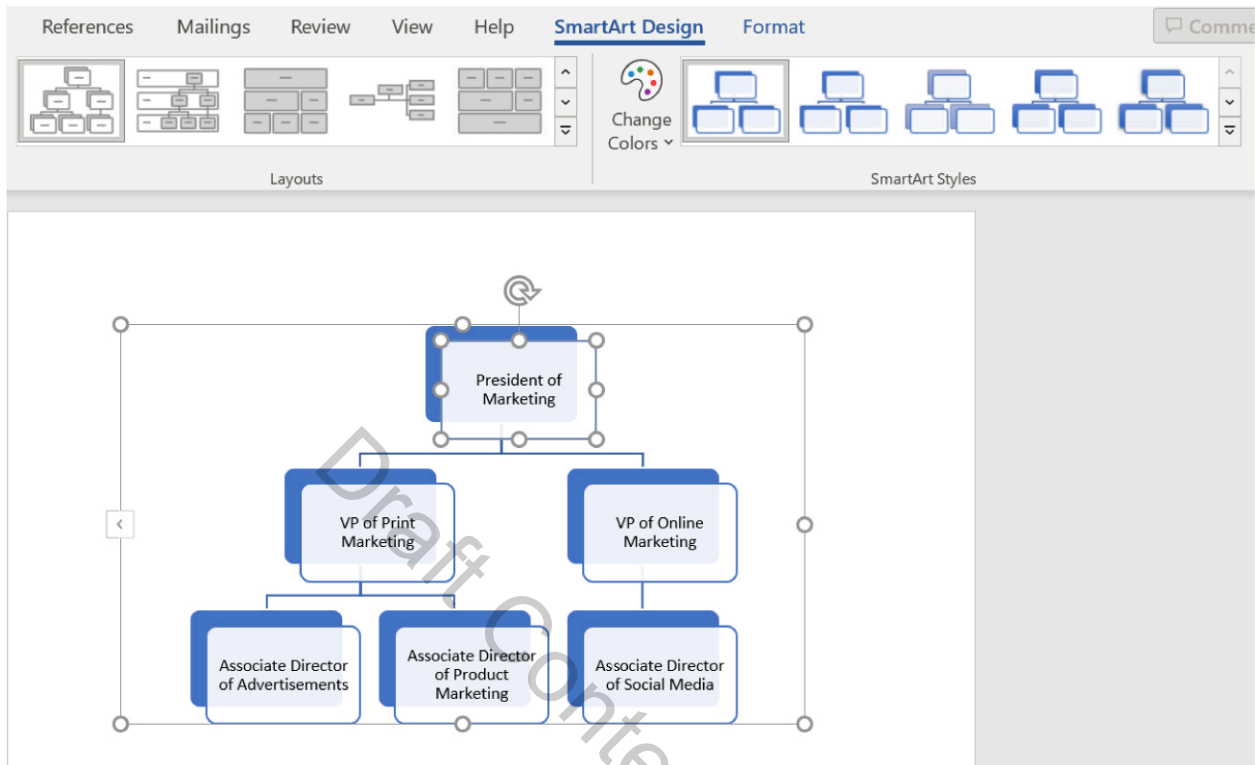 References Mailings Review View Help SmartArt Design Format Comme
Change
Colors
Layouts SmartArt Styles
President of
Marketing
VP of Print
Marketing
VP of Online
Marketing
Associate Director
of Advertisements
Associate Director
of Product
Marketing
Associate Director
of Social Media
Draft Conte